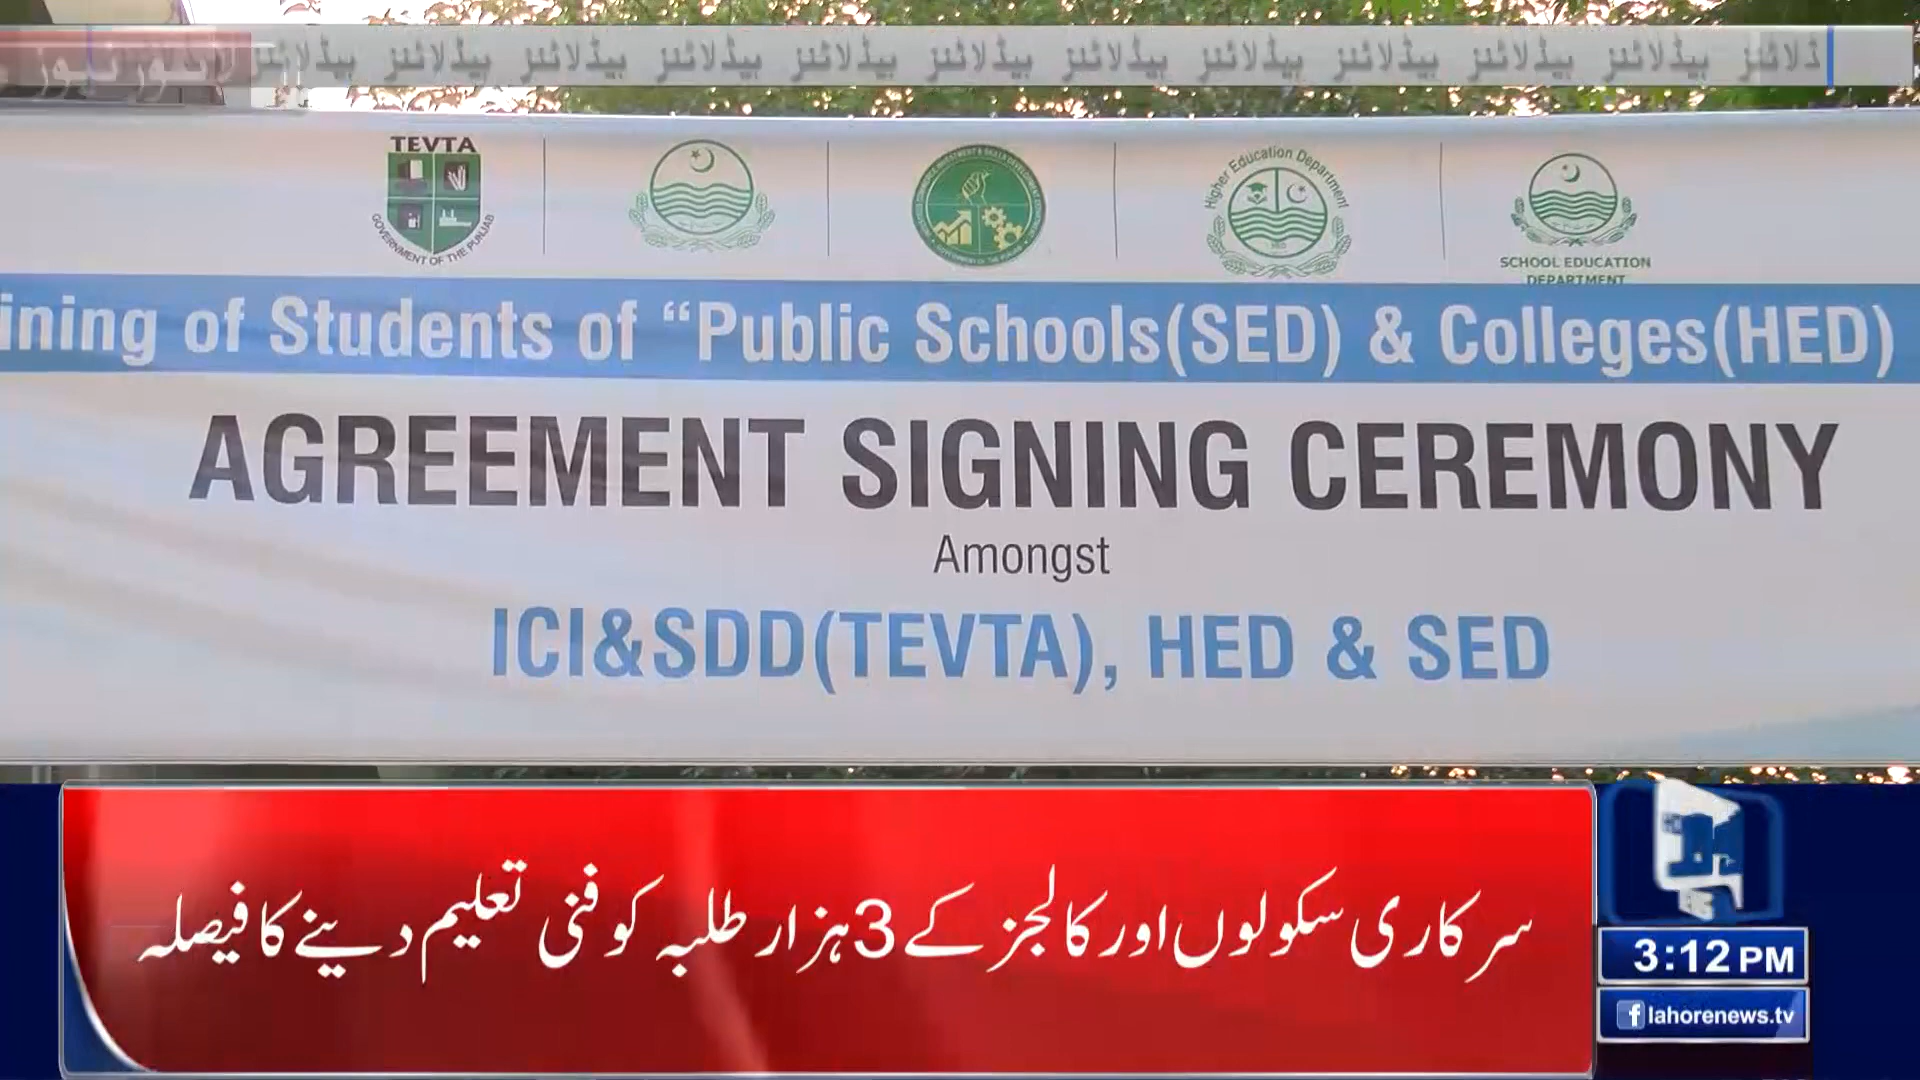 ڈلائنز ہیڈلائنز ہیڈلائنز ہیڈلائنز ہیڈلائنز ہیڈلائنز ہیڈلائنز ہیڈلائنز ہیڈلائنز ہیڈلائنز ہیڈلائنز ہیڈلائنز
TEVTA
GOVERNMENT OF THE PUNJAB
Higher Education Department
SCHOOL EDUCATION
DEPARTMENT
ining of Students of “Public Schools(SED) & Colleges(HED)
AGREEMENT SIGNING CEREMONY
Amongst
ICI&SDD(TEVTA), HED & SED
سرکاری سکولوں اور کالجز کے 3 ہزار طلبہ کو فنی تعلیم دینے کا فیصلہ
3:12 PM
lahorenews.tv